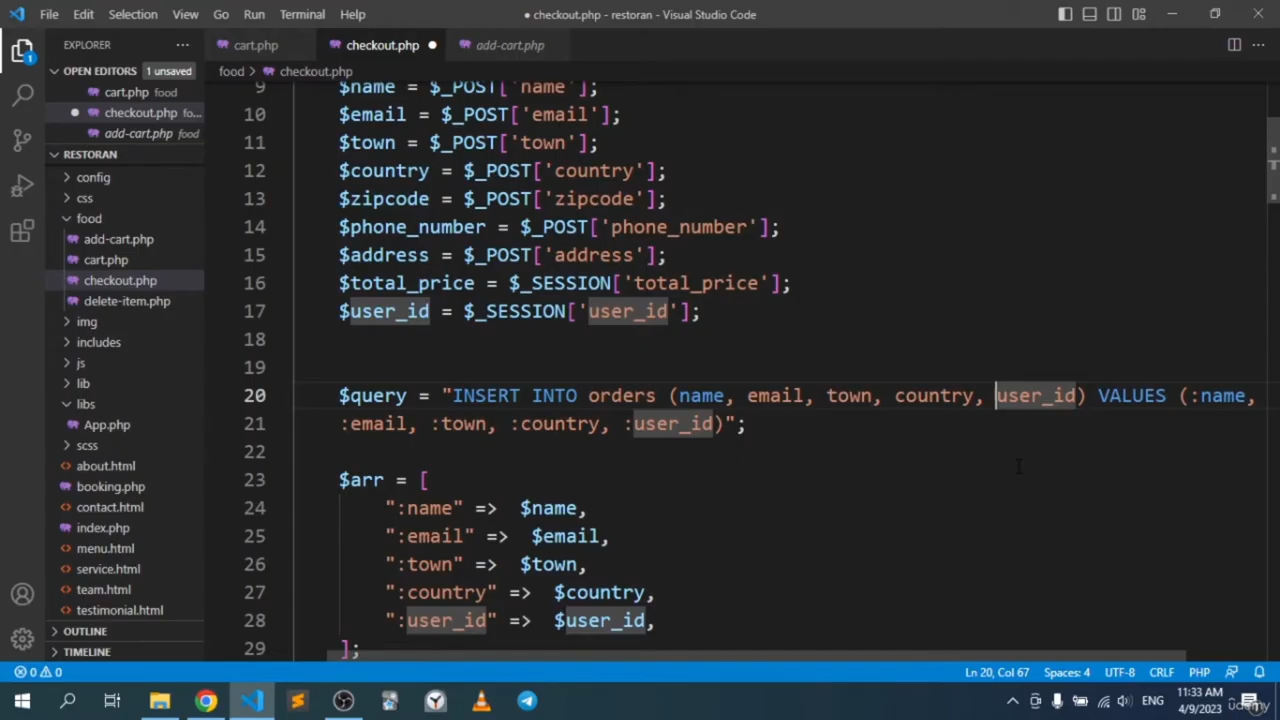 File Edit Selection View Go Run Terminal Help
● checkout.php - restoran - Visual Studio Code
EXPLORER
cart.php checkout.php ● add-cart.php
OPEN EDITORS 1 unsaved
cart.php food
checkout.php fo...
add-cart.php food
RESTORAN
config
css
food
add-cart.php
cart.php
checkout.php
delete-item.php
img
includes
js
lib
libs
App.php
scss
about.html
booking.php
contact.html
index.php
menu.html
service.html
team.html
testimonial.html
OUTLINE
TIMELINE
food > checkout.php
9 $name = $_POST['name'];
10 $email = $_POST['email'];
11 $town = $_POST['town'];
12 $country = $_POST['country'];
13 $zipcode = $_POST['zipcode'];
14 $phone_number = $_POST['phone_number'];
15 $address = $_POST['address'];
16 $total_price = $_SESSION['total_price'];
17 $user_id = $_SESSION['user_id'];
18
19
20 $query = "INSERT INTO orders (name, email, town, country, user_id) VALUES (:name,
21 :email, :town, :country, :user_id)";
22
23 $arr = [
24 ":name" => $name,
25 ":email" => $email,
26 ":town" => $town,
27 ":country" => $country,
28 ":user_id" => $user_id,
29 ];
0 0 Ln 20, Col 67 Spaces: 4 UTF-8 CRLF PHP
ENG 11:33 AM
4/9/2023
udemy